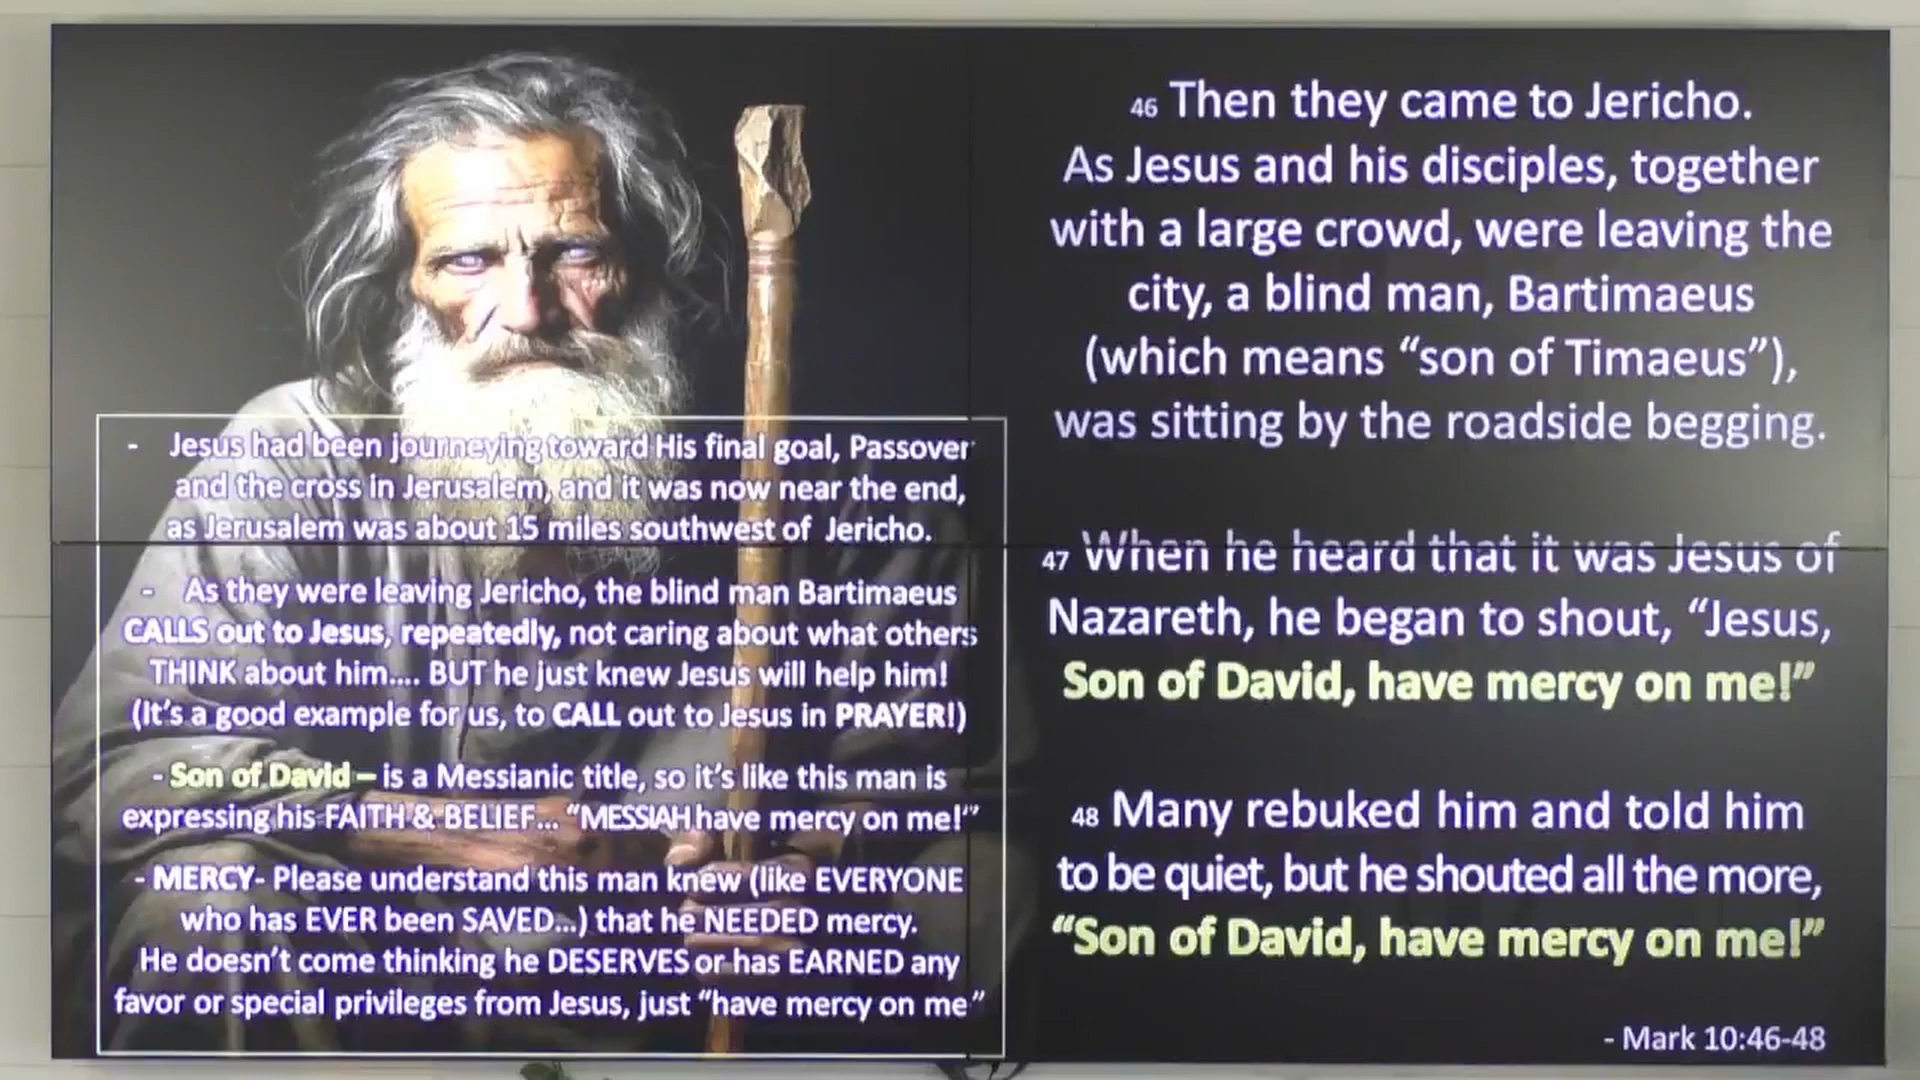 - Jesus had been journeying toward His final goal, Passover
and the cross in Jerusalem, and it was now near the end,
as Jerusalem was about 15 miles southwest of Jericho.
- As they were leaving Jericho, the blind man Bartimaeus
CALLS out to Jesus, repeatedly, not caring about what others
THINK about him.... BUT he just knew Jesus will help him!
(It's a good example for us, to CALL out to Jesus in PRAYER!)
- Son of David – is a Messianic title, so it's like this man is
expressing his FAITH & BELIEF... “MESSIAH have mercy on me!”
- MERCY- Please understand this man knew (like EVERYONE
who has EVER been SAVED...) that he NEEDED mercy.
He doesn't come thinking he DESERVES or has EARNED any
favor or special privileges from Jesus, just “have mercy on me”
46 Then they came to Jericho.
As Jesus and his disciples, together
with a large crowd, were leaving the
city, a blind man, Bartimaeus
(which means “son of Timaeus”),
was sitting by the roadside begging.
47 When he heard that it was Jesus of
Nazareth, he began to shout, “Jesus,
Son of David, have mercy on me!”
48 Many rebuked him and told him
to be quiet, but he shouted all the more,
“Son of David, have mercy on me!”
- Mark 10:46-48